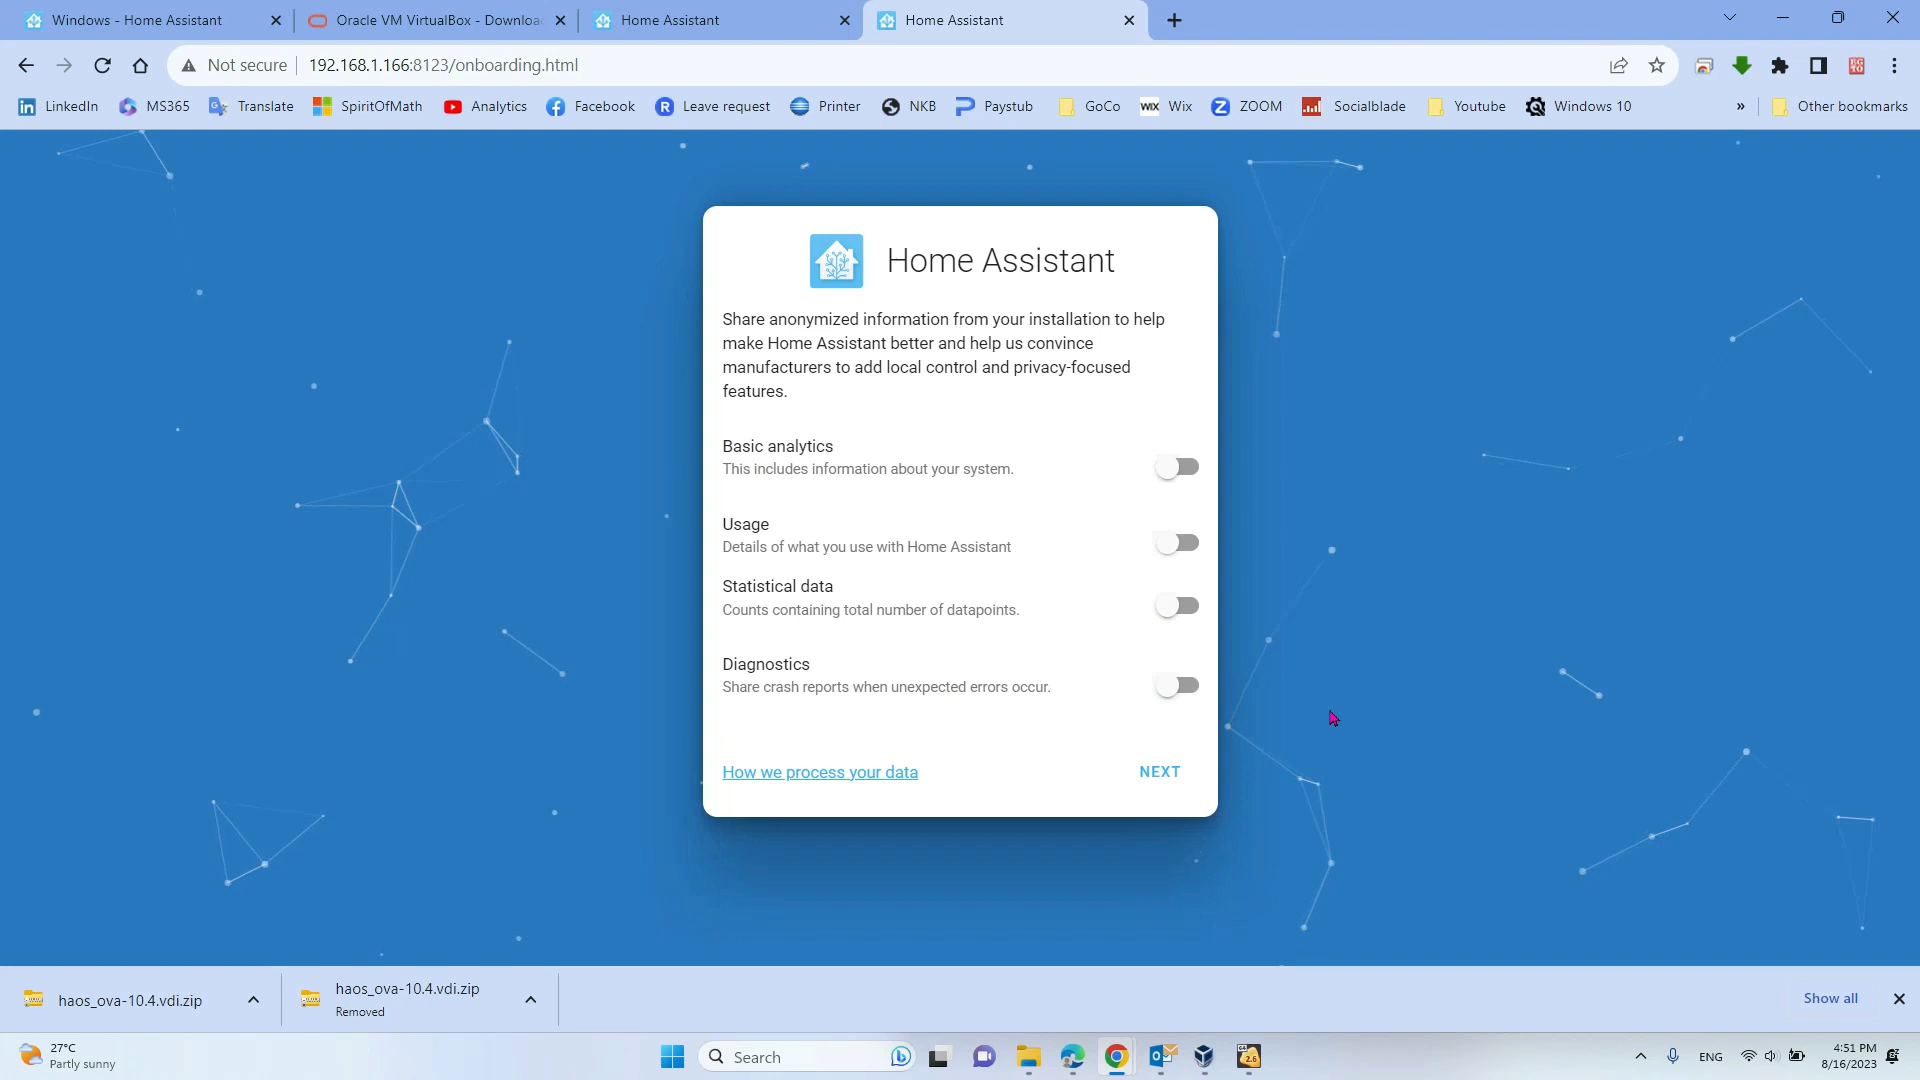 Windows - Home Assistant
Oracle VM VirtualBox - Downloa
Home Assistant
Home Assistant
Not secure
192.168.1.166:8123/onboarding.html
LinkedIn
MS365
Translate
SpiritOfMath
Analytics
Facebook
Leave request
Printer
NKB
Paystub
GoCo
WIX Wix
ZOOM
Socialblade
Youtube
Windows 10
»
Other bookmarks
Home Assistant
Share anonymized information from your installation to help
make Home Assistant better and help us convince
manufacturers to add local control and privacy-focused
features.
Basic analytics
This includes information about your system.
Usage
Details of what you use with Home Assistant
Statistical data
Counts containing total number of datapoints.
Diagnostics
Share crash reports when unexpected errors occur.
How we process your data
NEXT
haos_ova-10.4.vdi.zip
haos_ova-10.4.vdi.zip
Removed
Show all
27°C
Partly sunny
Search
2.6
ENG
4:51 PM
8/16/2023